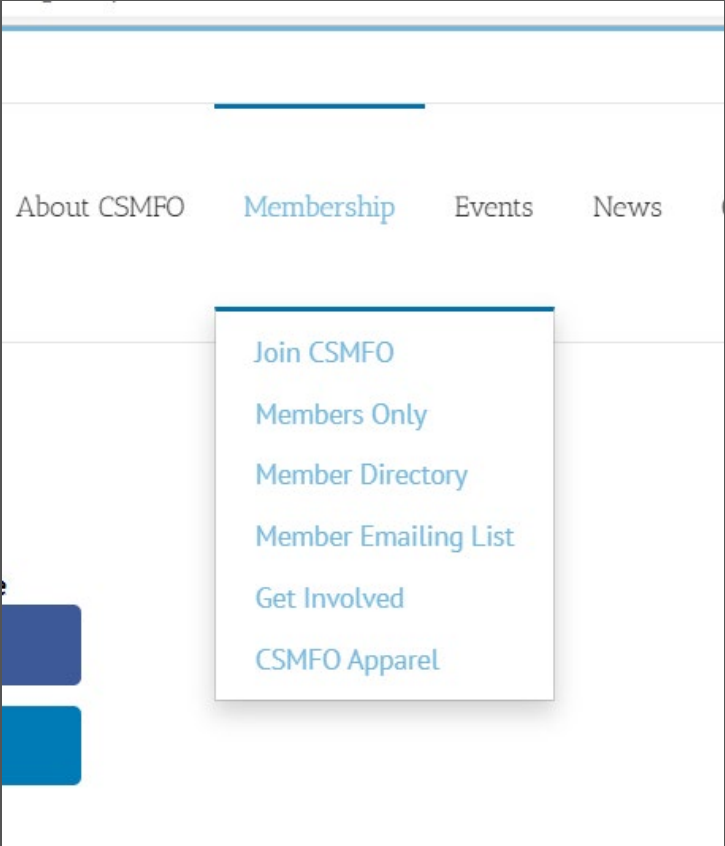 About CSMFO Membership Events News
Join CSMFO
Members Only
Member Directory
Member Emailing List
Get Involved
CSMFO Apparel